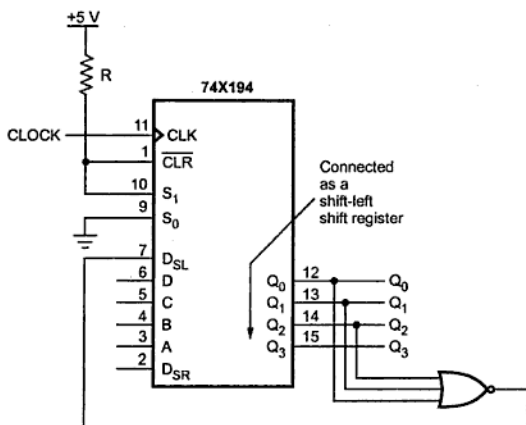 +5 V
R
74X194
CLOCK
11
CLK
1
CLR
10
S1
9
S0
7
DSL
6
D
5
C
4
B
3
A
2
DSR
Connected
as a
shift-left
shift register
Q0
12
Q0
Q1
13
Q1
Q2
14
Q2
Q3
15
Q3